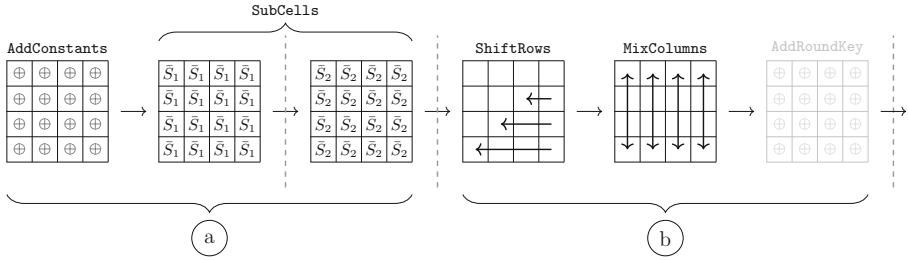 SubCells
AddConstants ShiftRows MixColumns AddRoundKey
⊕ ⊕ ⊕ ⊕ S̄₁ S̄₁ S̄₁ S̄₁ S̄₂ S̄₂ S̄₂ S̄₂ ⊕ ⊕ ⊕ ⊕
⊕ ⊕ ⊕ ⊕ S̄₁ S̄₁ S̄₁ S̄₁ S̄₂ S̄₂ S̄₂ S̄₂ ⊕ ⊕ ⊕ ⊕
⊕ ⊕ ⊕ ⊕ S̄₁ S̄₁ S̄₁ S̄₁ S̄₂ S̄₂ S̄₂ S̄₂ ⊕ ⊕ ⊕ ⊕
⊕ ⊕ ⊕ ⊕ S̄₁ S̄₁ S̄₁ S̄₁ S̄₂ S̄₂ S̄₂ S̄₂ ⊕ ⊕ ⊕ ⊕
a b